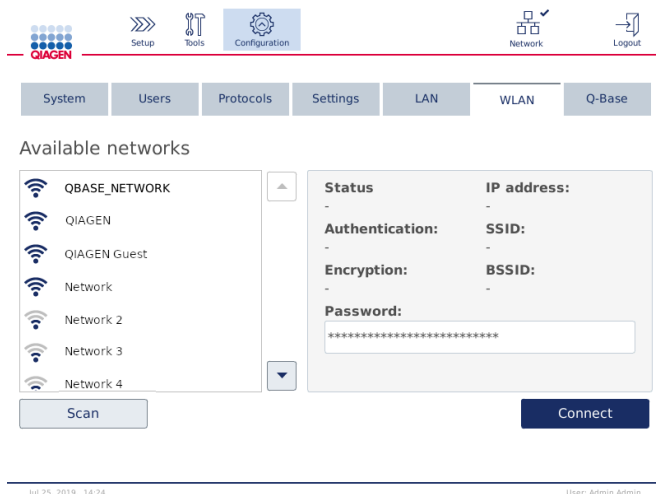 QIAGEN
Setup
Tools
Configuration
Network
Logout
System Users Protocols Settings LAN WLAN Q-Base
Available networks
QBASE_NETWORK
QIAGEN
QIAGEN Guest
Network
Network 2
Network 3
Network 4
Status IP address:
- -
Authentication: SSID:
- -
Encryption: BSSID:
- -
Password:
**************************
Scan
Connect
Jul 25, 2019 14:24 User: Admin Admin